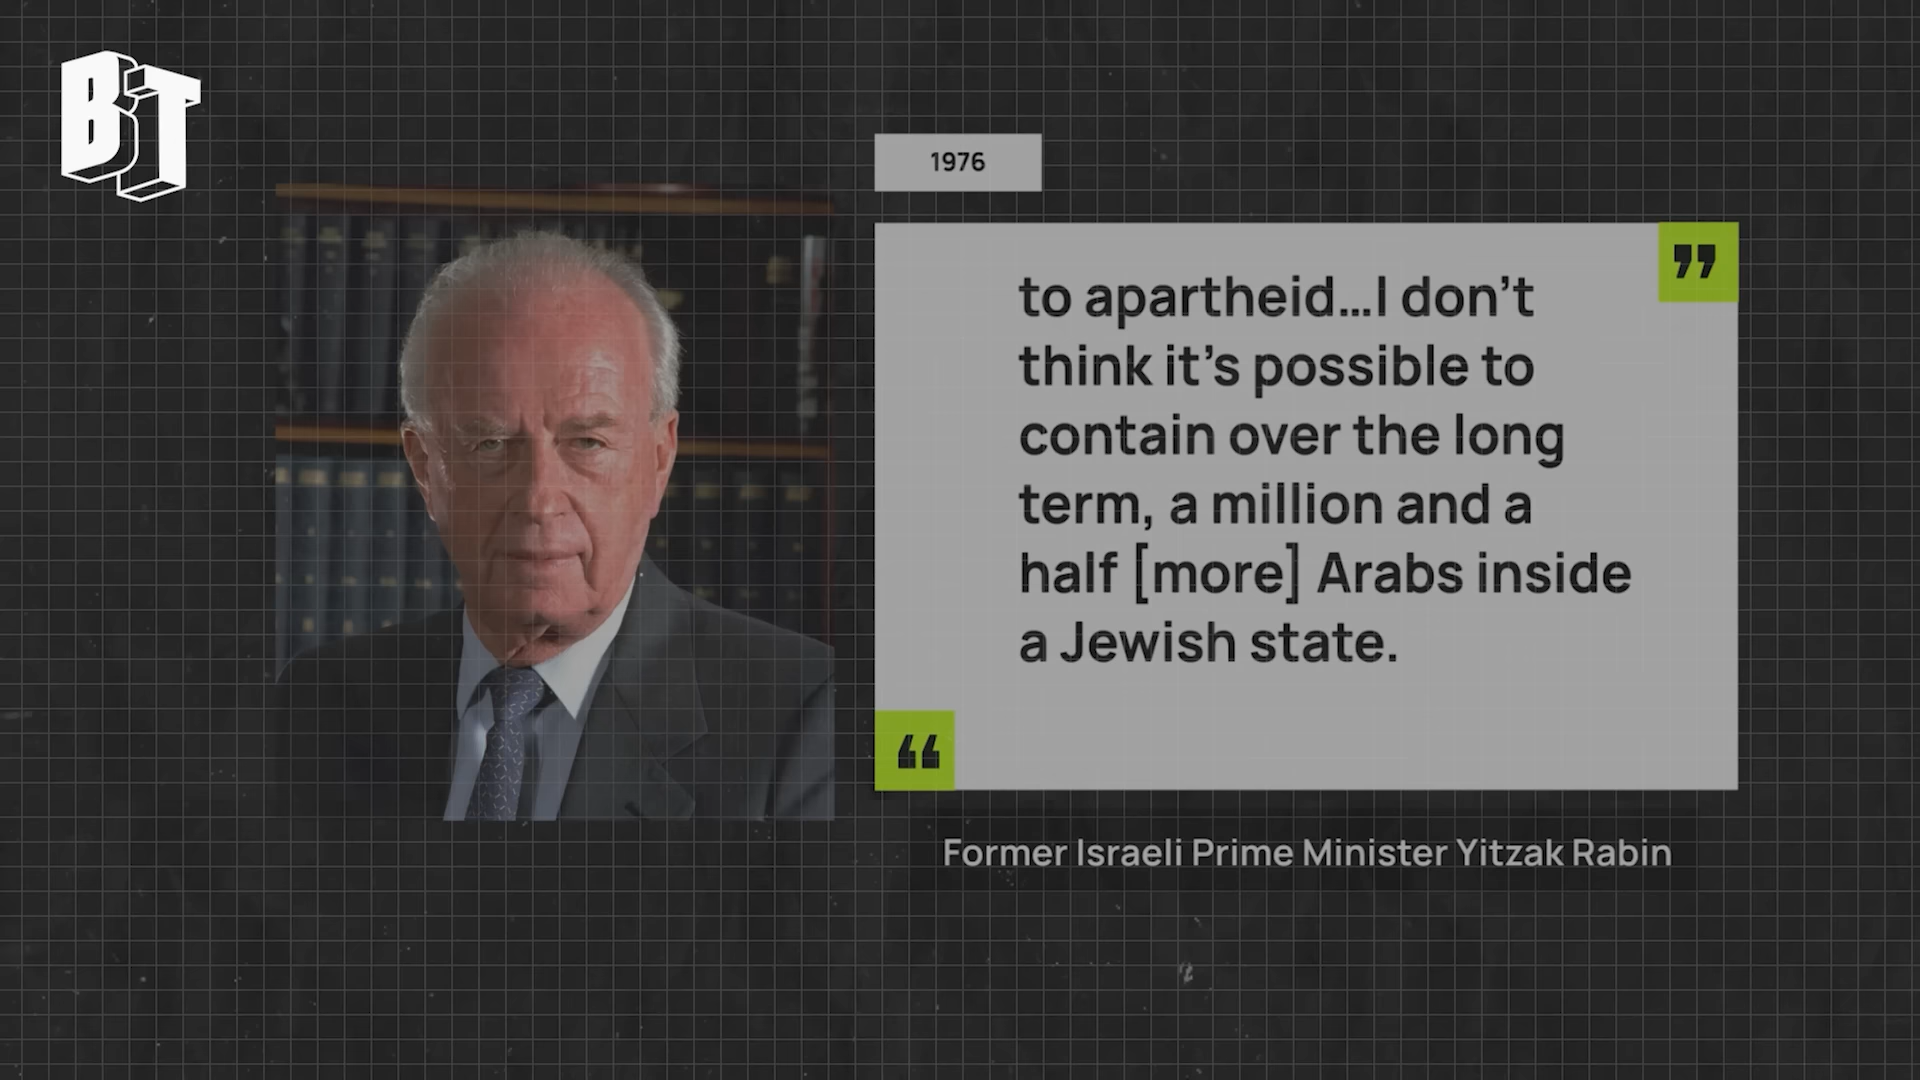 BT
1976
”
to apartheid...I don’t
think it’s possible to
contain over the long
term, a million and a
half [more] Arabs inside
a Jewish state.
“
Former Israeli Prime Minister Yitzak Rabin